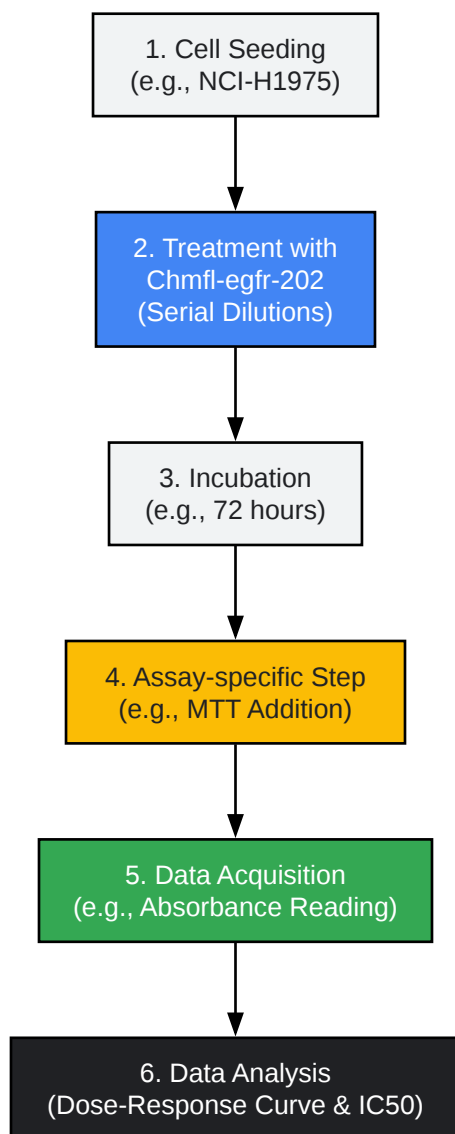 1. Cell Seeding
(e.g., NCI-H1975)
2. Treatment with
Chmfl-egfr-202
(Serial Dilutions)
3. Incubation
(e.g., 72 hours)
4. Assay-specific Step
(e.g., MTT Addition)
5. Data Acquisition
(e.g., Absorbance Reading)
6. Data Analysis
(Dose-Response Curve & IC50)